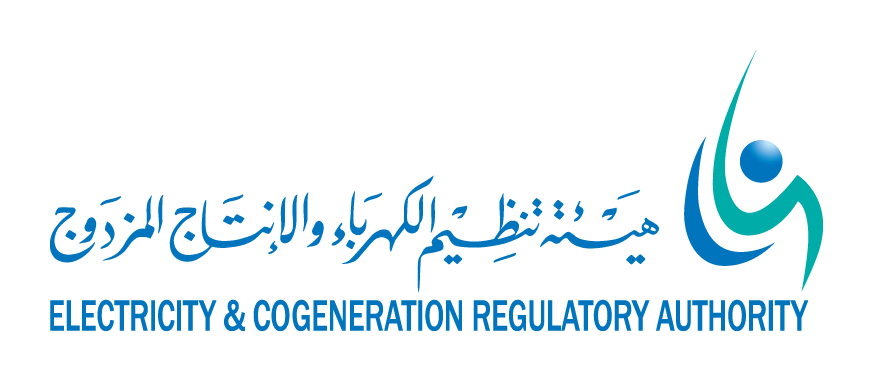 هيئة تنظيم الكهرباء والإنتاج المزدوج
ELECTRICITY & COGENERATION REGULATORY AUTHORITY